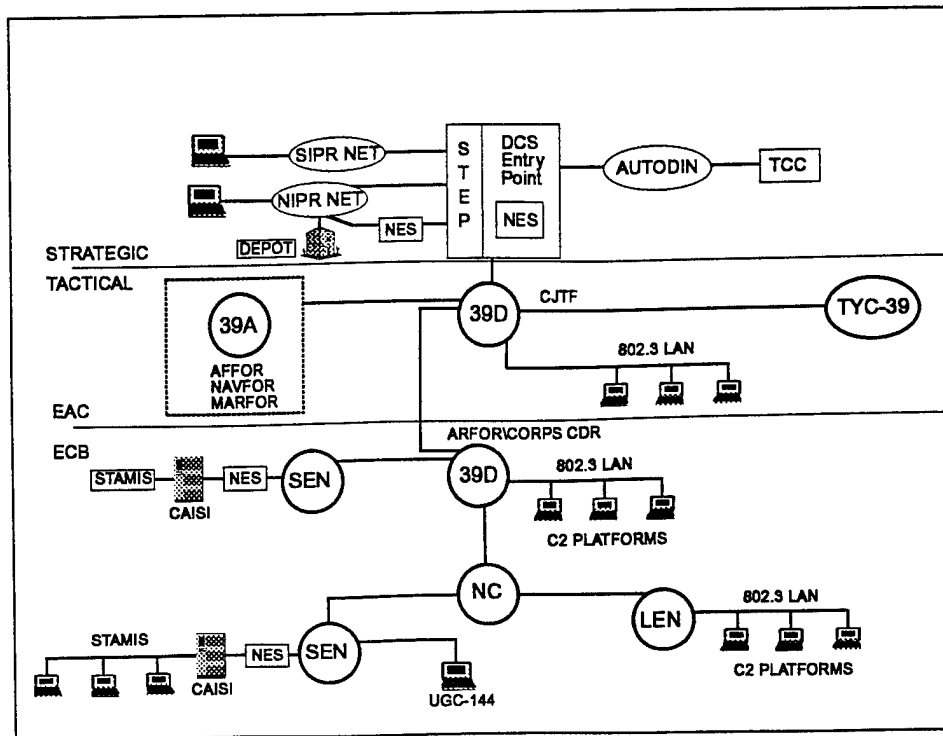 SIPR NET
NIPR NET
NES
DEPOT
S
T
E
P
DCS
Entry
Point
NES
AUTODIN
TCC
STRATEGIC
TACTICAL
39A
AFFOR
NAVFOR
MARFOR
39D
CJTF
TYC-39
802.3 LAN
EAC
ECB
ARFOR\CORPS CDR
STAMIS
CAISI
NES
SEN
39D
802.3 LAN
C2 PLATFORMS
NC
LEN
802.3 LAN
C2 PLATFORMS
STAMIS
CAISI
NES
SEN
UGC-144